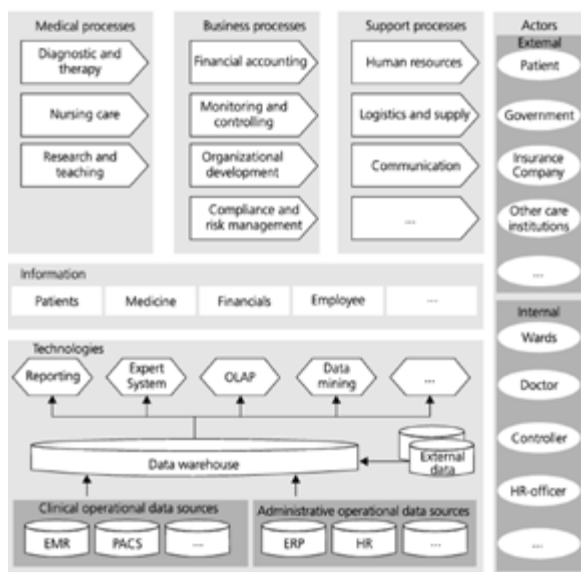 Medical processes
Diagnostic and
therapy
Nursing care
Research and
teaching
Business processes
Financial accounting
Monitoring and
controlling
Organizational
development
Compliance and
risk management
Support processes
Human resources
Logistics and supply
Communication
...
Actors
External
Patient
Government
Insurance
Company
Other care
institutions
...
Internal
Wards
Doctor
Controller
HR-officer
...
Information
Patients
Medicine
Financials
Employee
...
Technologies
Reporting
Expert
System
OLAP
Data
mining
...
Data warehouse
External
data
Clinical operational data sources
EMR
PACS
...
Administrative operational data sources
ERP
HR
...